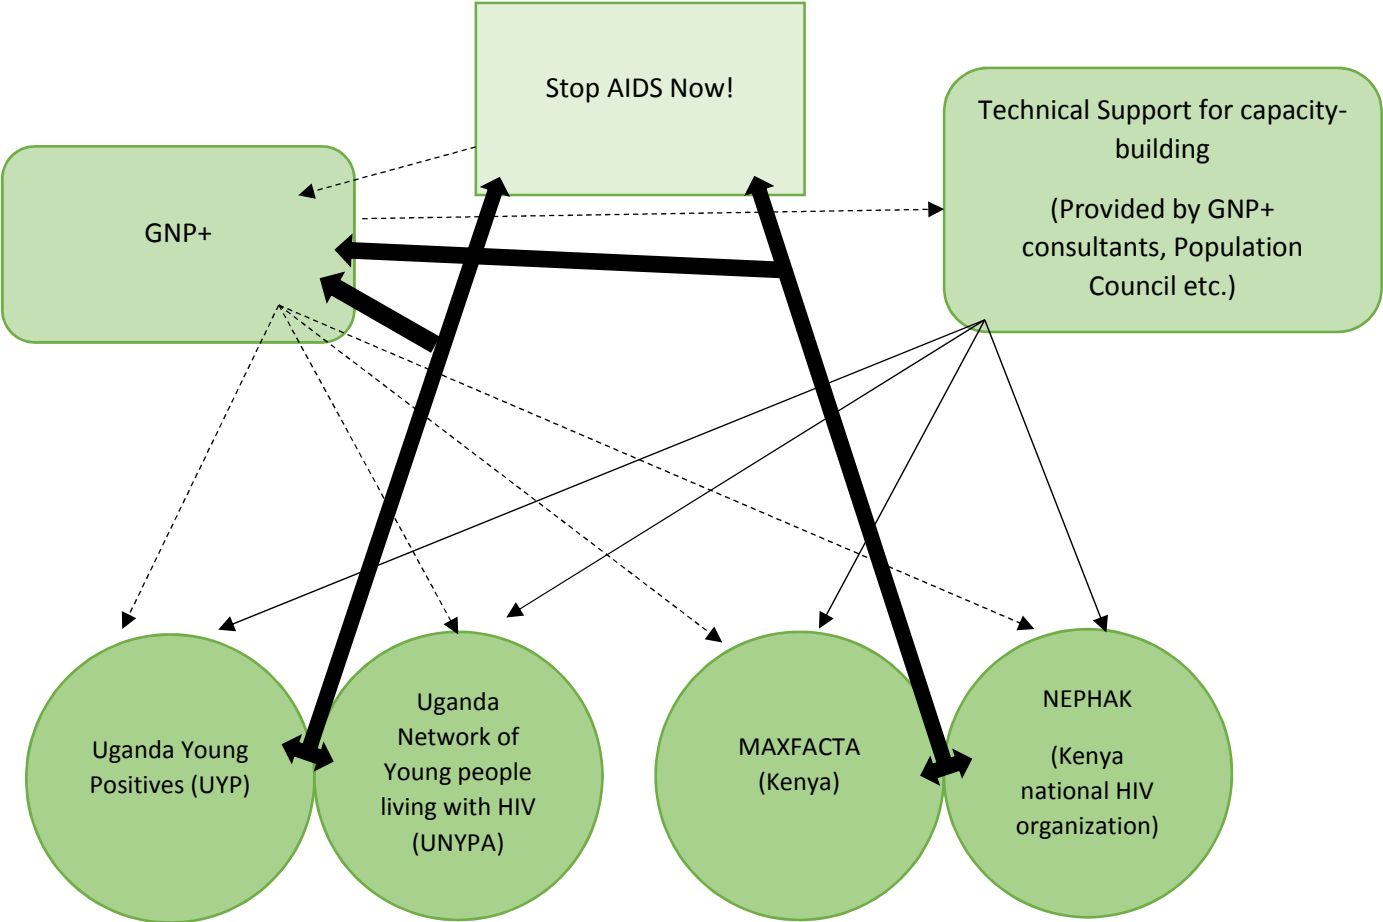 Stop AIDS Now!
Technical Support for capacity-
building
(Provided by GNP+
consultants, Population
Council etc.)
GNP+
Uganda Young
Positives (UYP)
Uganda
Network of
Young people
living with HIV
(UNYPA)
MAXFACTA
(Kenya)
NEPHAK
(Kenya
national HIV
organization)